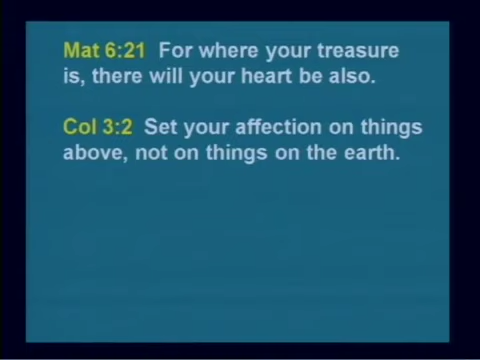 Mat 6:21 For where your treasure
is, there will your heart be also.
Col 3:2 Set your affection on things
above, not on things on the earth.